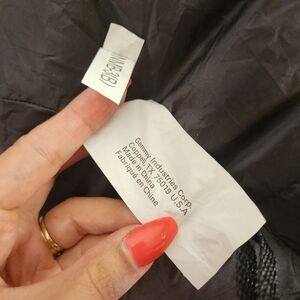 Gemmy Industries Corp.
Coppell, TX 75019 U.S.A
Made in China
Fabriqué en Chine